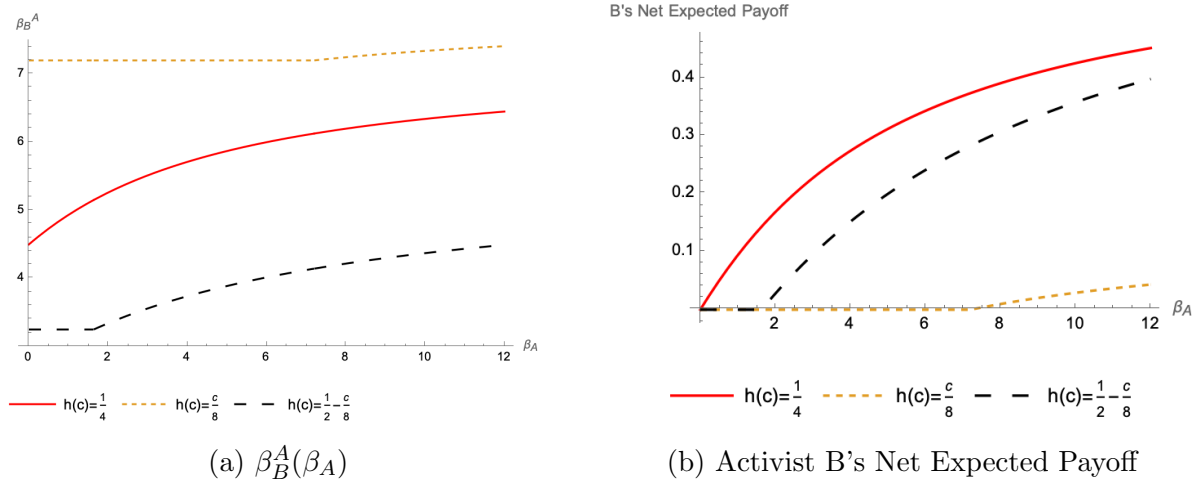 β_B^A
7
6
5
4
0 2 4 6 8 10 12 β_A
h(c)=1/4 h(c)=c/8 h(c)=1/2-c/8
(a) β_B^A(β_A)
B's Net Expected Payoff
0.4
0.3
0.2
0.1
2 4 6 8 10 12 β_A
h(c)=1/4 h(c)=c/8 h(c)=1/2-c/8
(b) Activist B's Net Expected Payoff